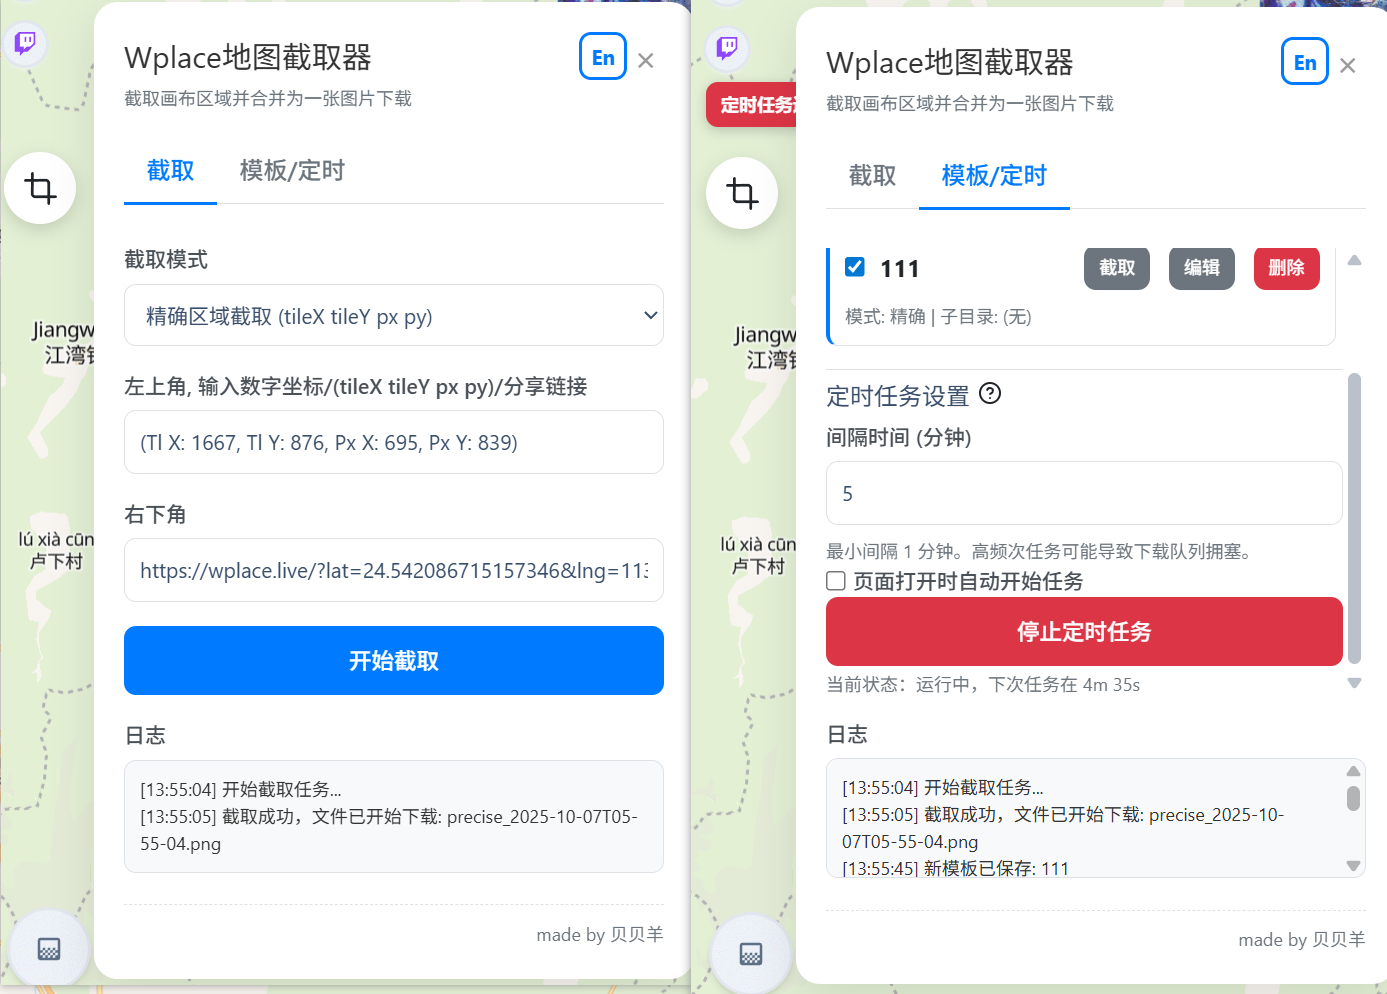 Wplace地图截取器
En
×
截取画布区域并合并为一张图片下载
截取
模板/定时
截取模式
精确区域截取 (tileX tileY px py)
左上角, 输入数字坐标/(tileX tileY px py)/分享链接
(Tl X: 1667, Tl Y: 876, Px X: 695, Px Y: 839)
右下角
https://wplace.live/?lat=24.542086715157346&lng=113
开始截取
日志
[13:55:04] 开始截取任务...
[13:55:05] 截取成功，文件已开始下载: precise_2025-10-07T05-
55-04.png
made by 贝贝羊
Jiangw
江湾镇
lú xià cūn
卢下村
Wplace地图截取器
En
×
截取画布区域并合并为一张图片下载
定时任务
截取
模板/定时
111
截取
编辑
删除
模式: 精确 | 子目录: (无)
定时任务设置
间隔时间 (分钟)
5
最小间隔 1 分钟。高频次任务可能导致下载队列拥塞。
页面打开时自动开始任务
停止定时任务
当前状态：运行中，下次任务在 4m 35s
日志
[13:55:04] 开始截取任务...
[13:55:05] 截取成功，文件已开始下载: precise_2025-10-
07T05-55-04.png
[13:55:45] 新模板已保存: 111
made by 贝贝羊
Jiangw
江湾
lú xià cūn
卢下村